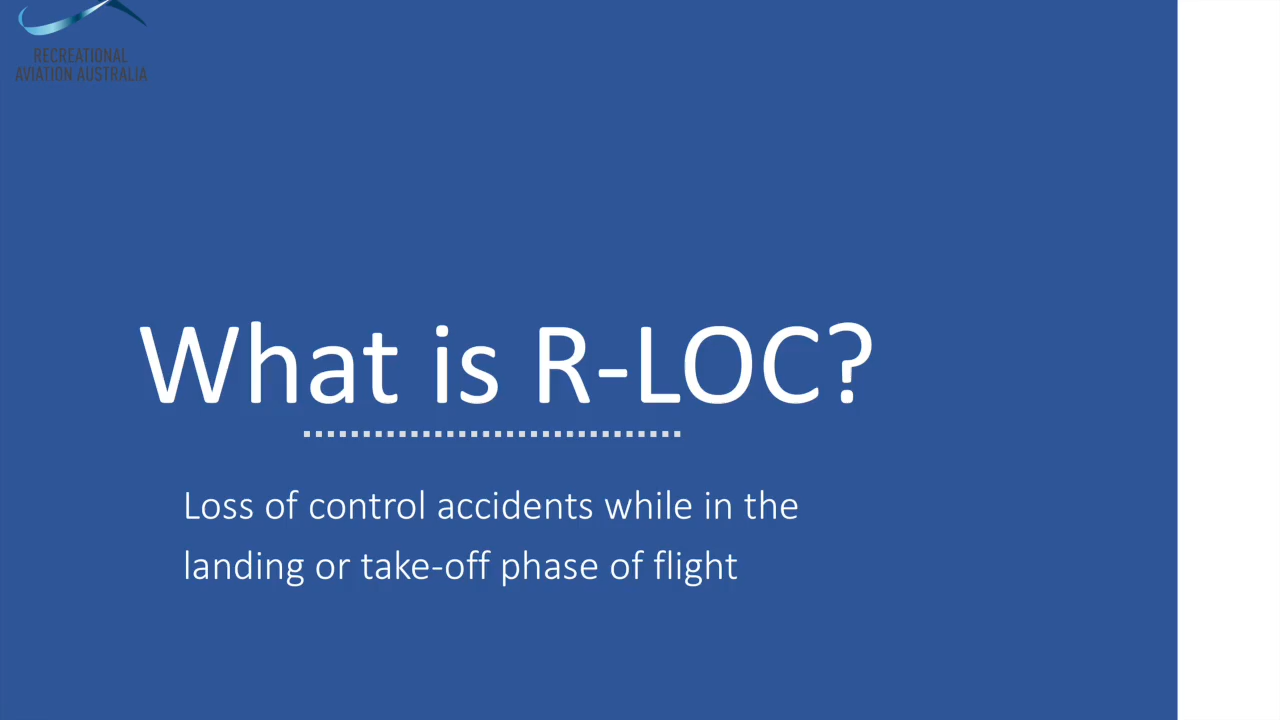 RECREATIONAL
AVIATION AUSTRALIA
What is R-LOC?
Loss of control accidents while in the
landing or take-off phase of flight